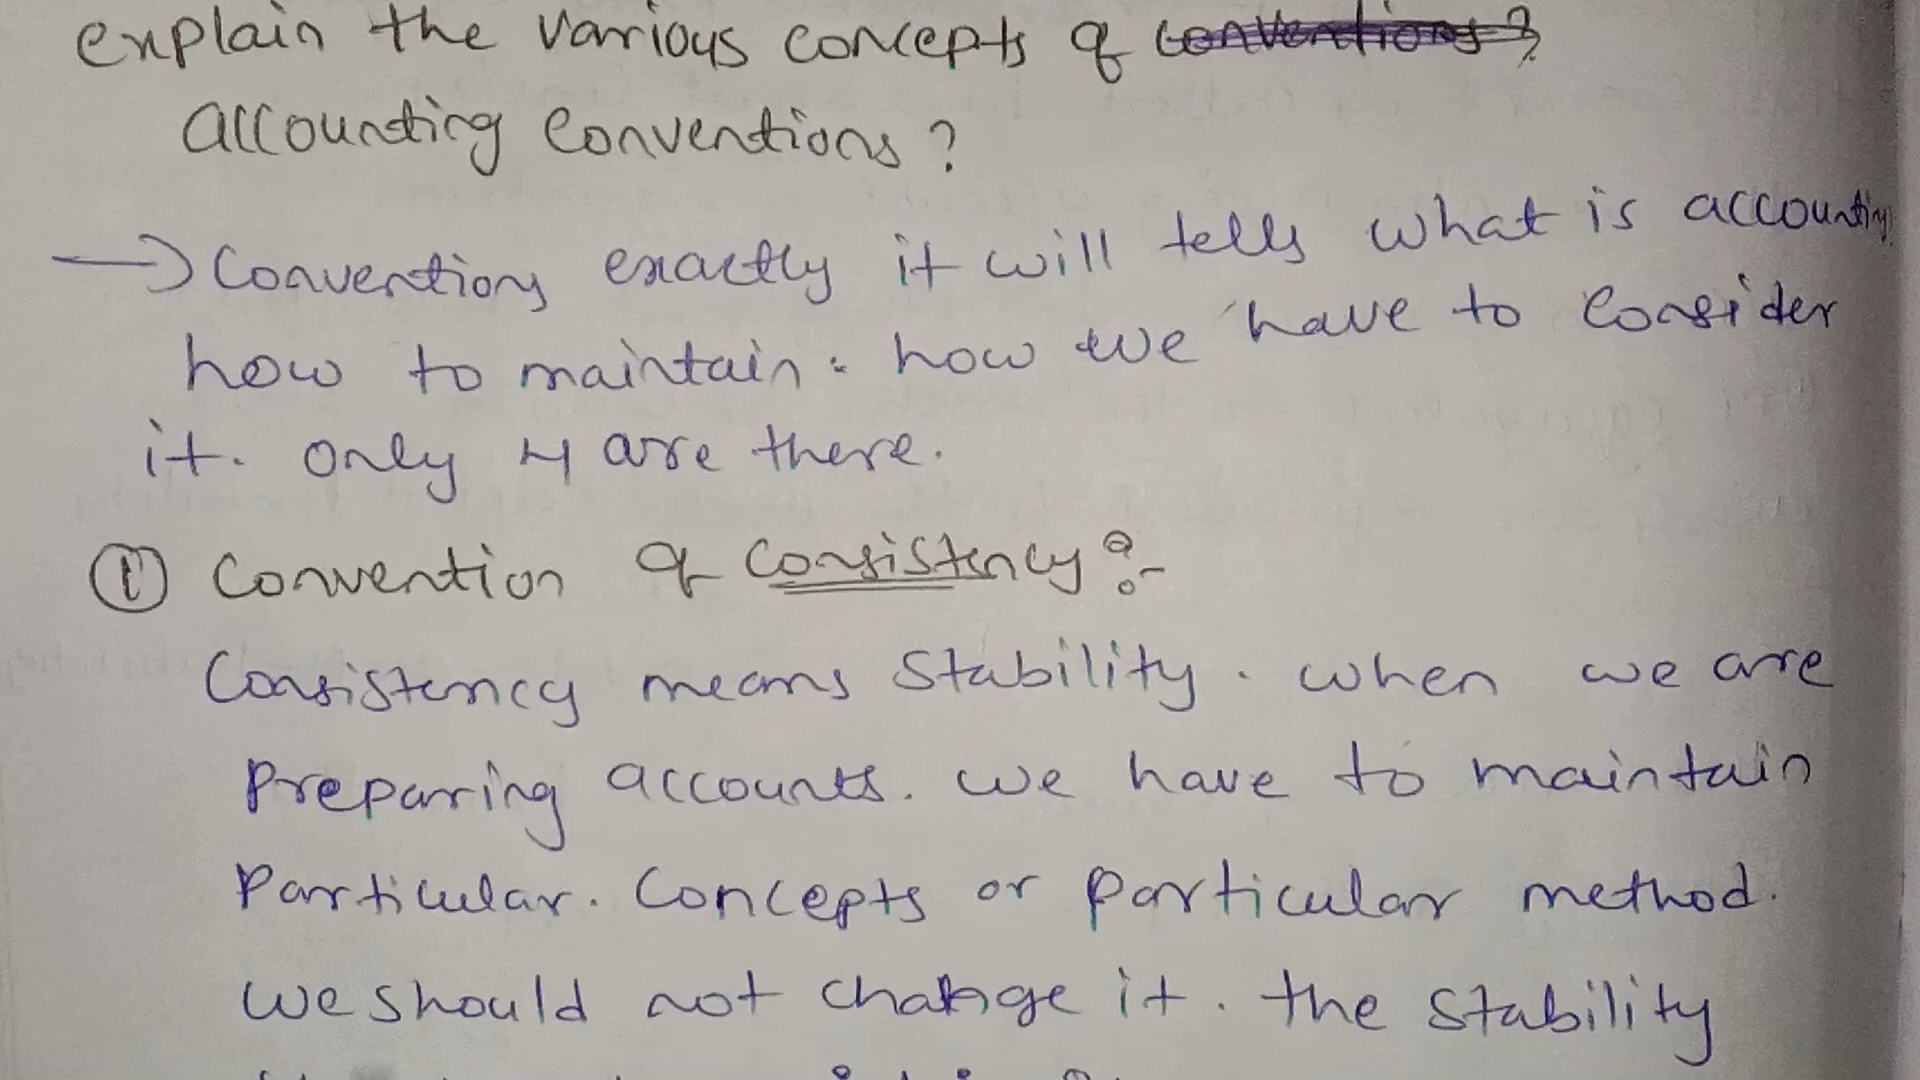 explain the various concepts of conventions?
accounting conventions?
→ Conventions exactly it will tells what is accounting
how to maintain. how we have to consider
it. only 4 are there.
① Convention of Consistency?:-
Consistency means Stability. when we are
Preparing accounts. we have to maintain
Particular. Concepts or particular method.
we should not change it. the stability